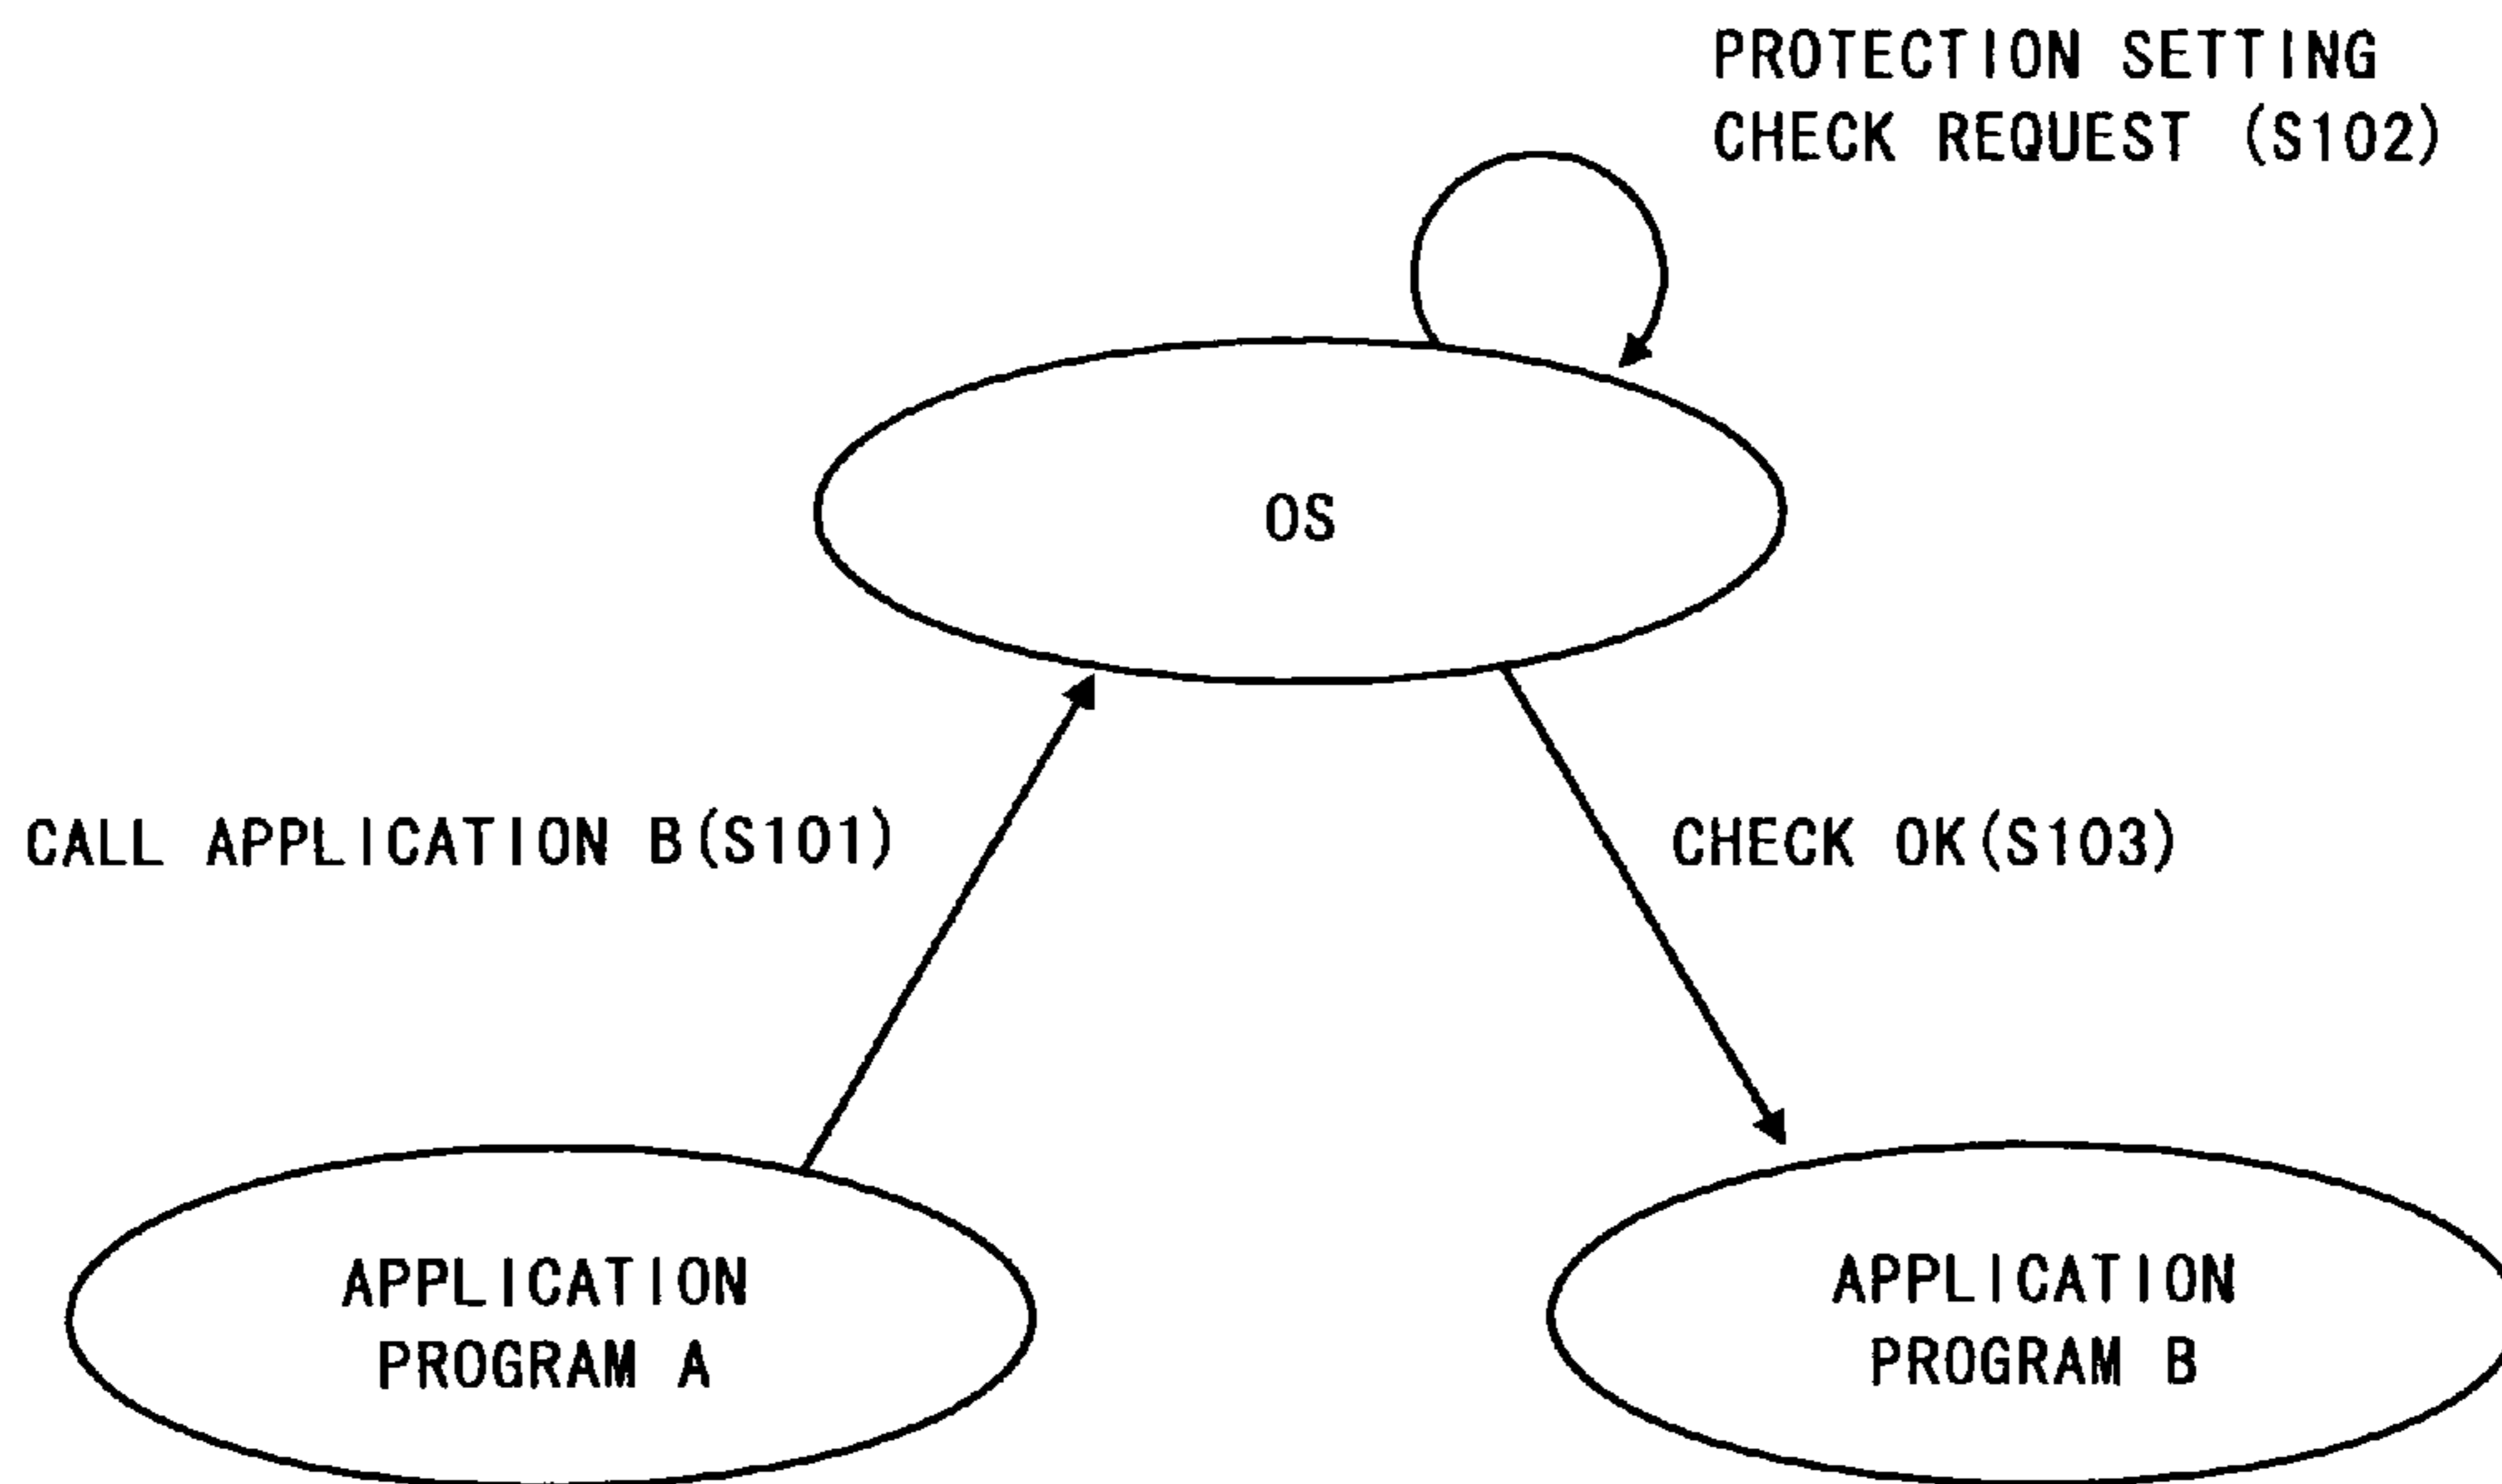 PROTECTION SETTING
CHECK REQUEST (S102)
OS
CALL APPLICATION B(S101)
CHECK OK(S103)
APPLICATION
PROGRAM A
APPLICATION
PROGRAM B